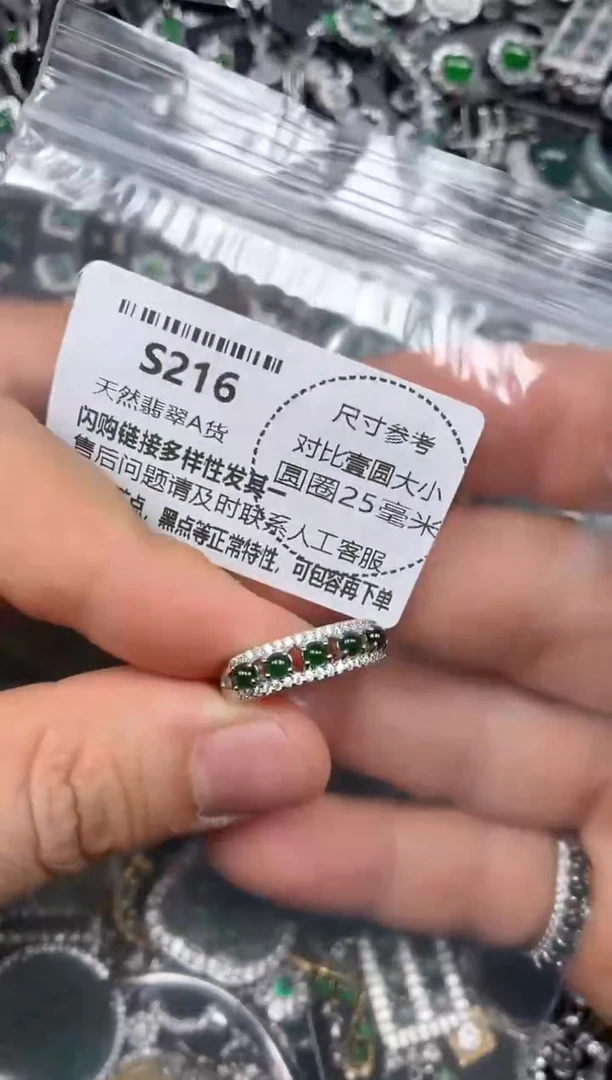 S216
天然翡翠A货
闪购链接多样性发其一
售后问题请及时联系人工客服
点，黑点等正常特性，可包容再下单
尺寸参考
对比壹圆大小
圆圈25毫米